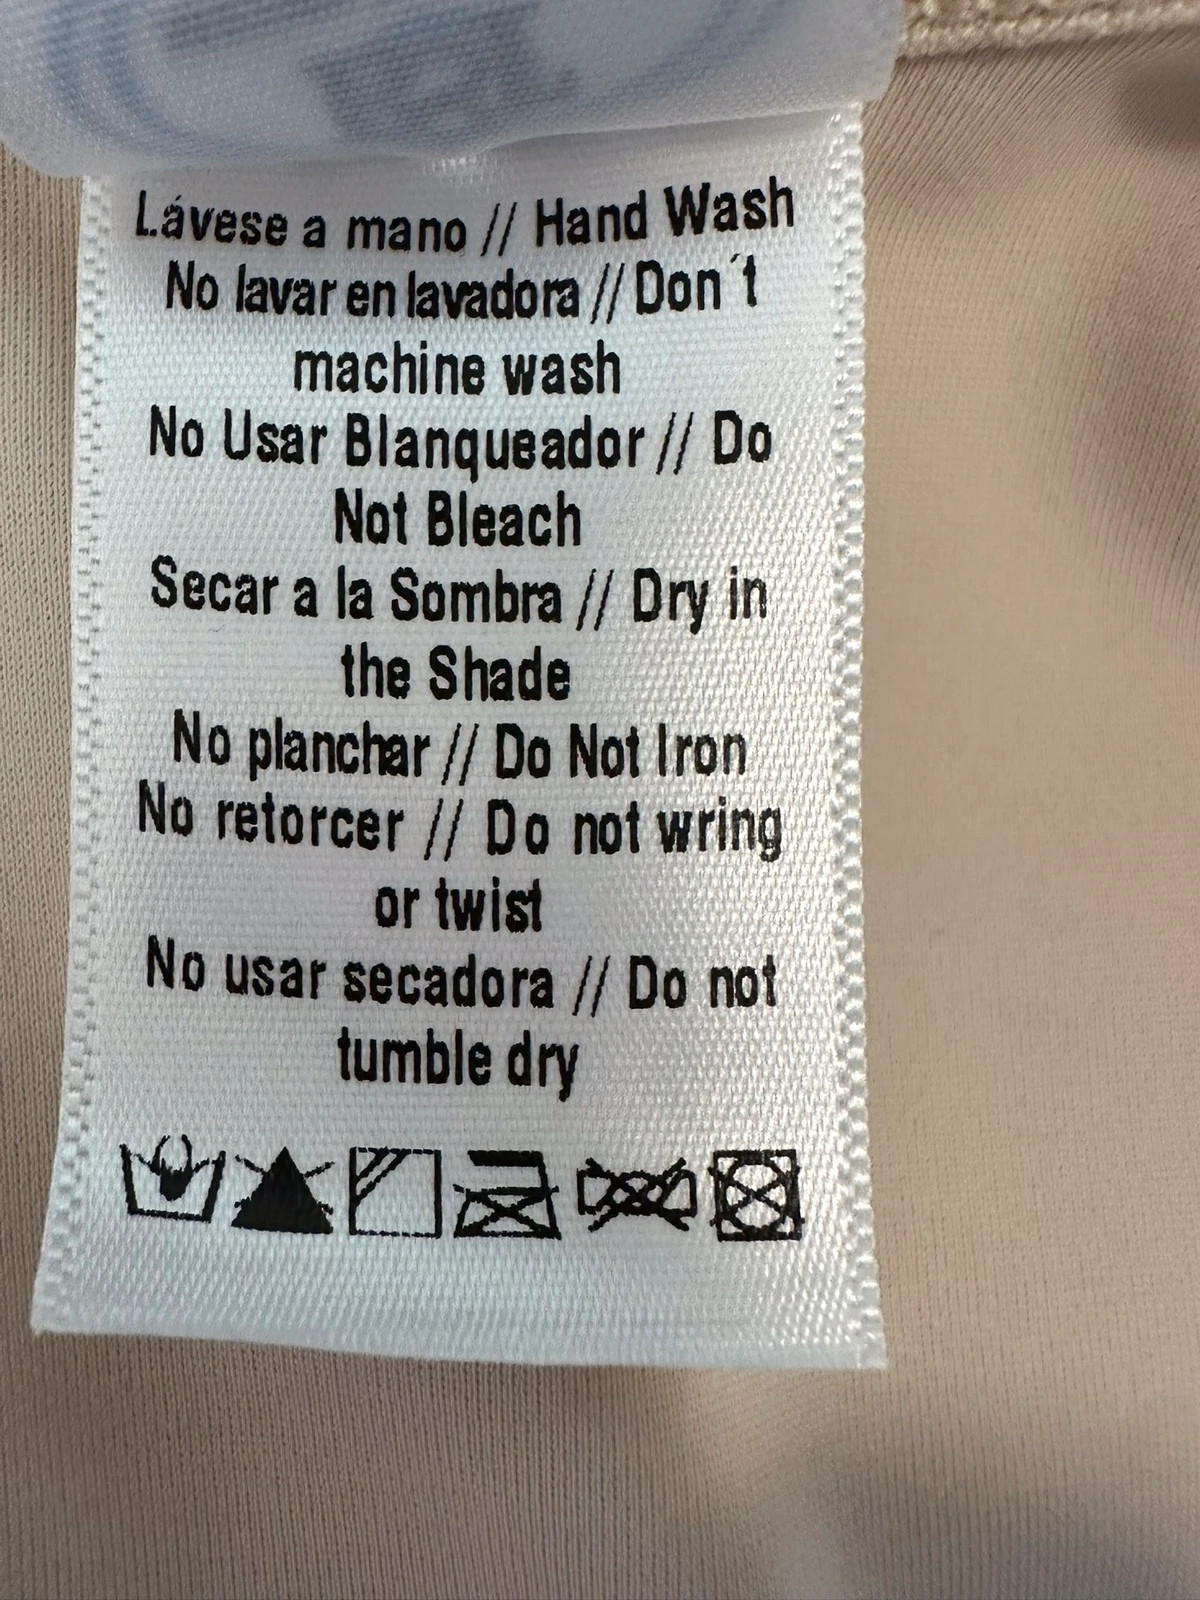 Lávese a mano // Hand Wash
No lavar en lavadora // Don´t
machine wash
No Usar Blanqueador // Do
Not Bleach
Secar a la Sombra // Dry in
the Shade
No planchar // Do Not Iron
No retorcer // Do not wring
or twist
No usar secadora // Do not
tumble dry